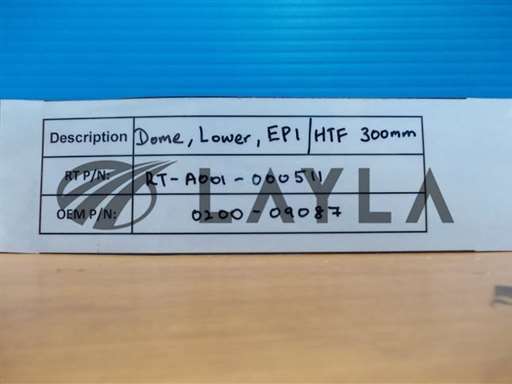 Description Dome, Lower, EPI/HTF 300mm
RT P/N: RT-A001-000511
OEM P/N: 0200-09087
LAYLA